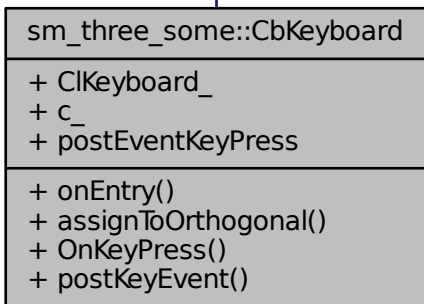 sm_three_some::CbKeyboard
+ ClKeyboard_
+ c_
+ postEventKeyPress
+ onEntry()
+ assignToOrthogonal()
+ OnKeyPress()
+ postKeyEvent()